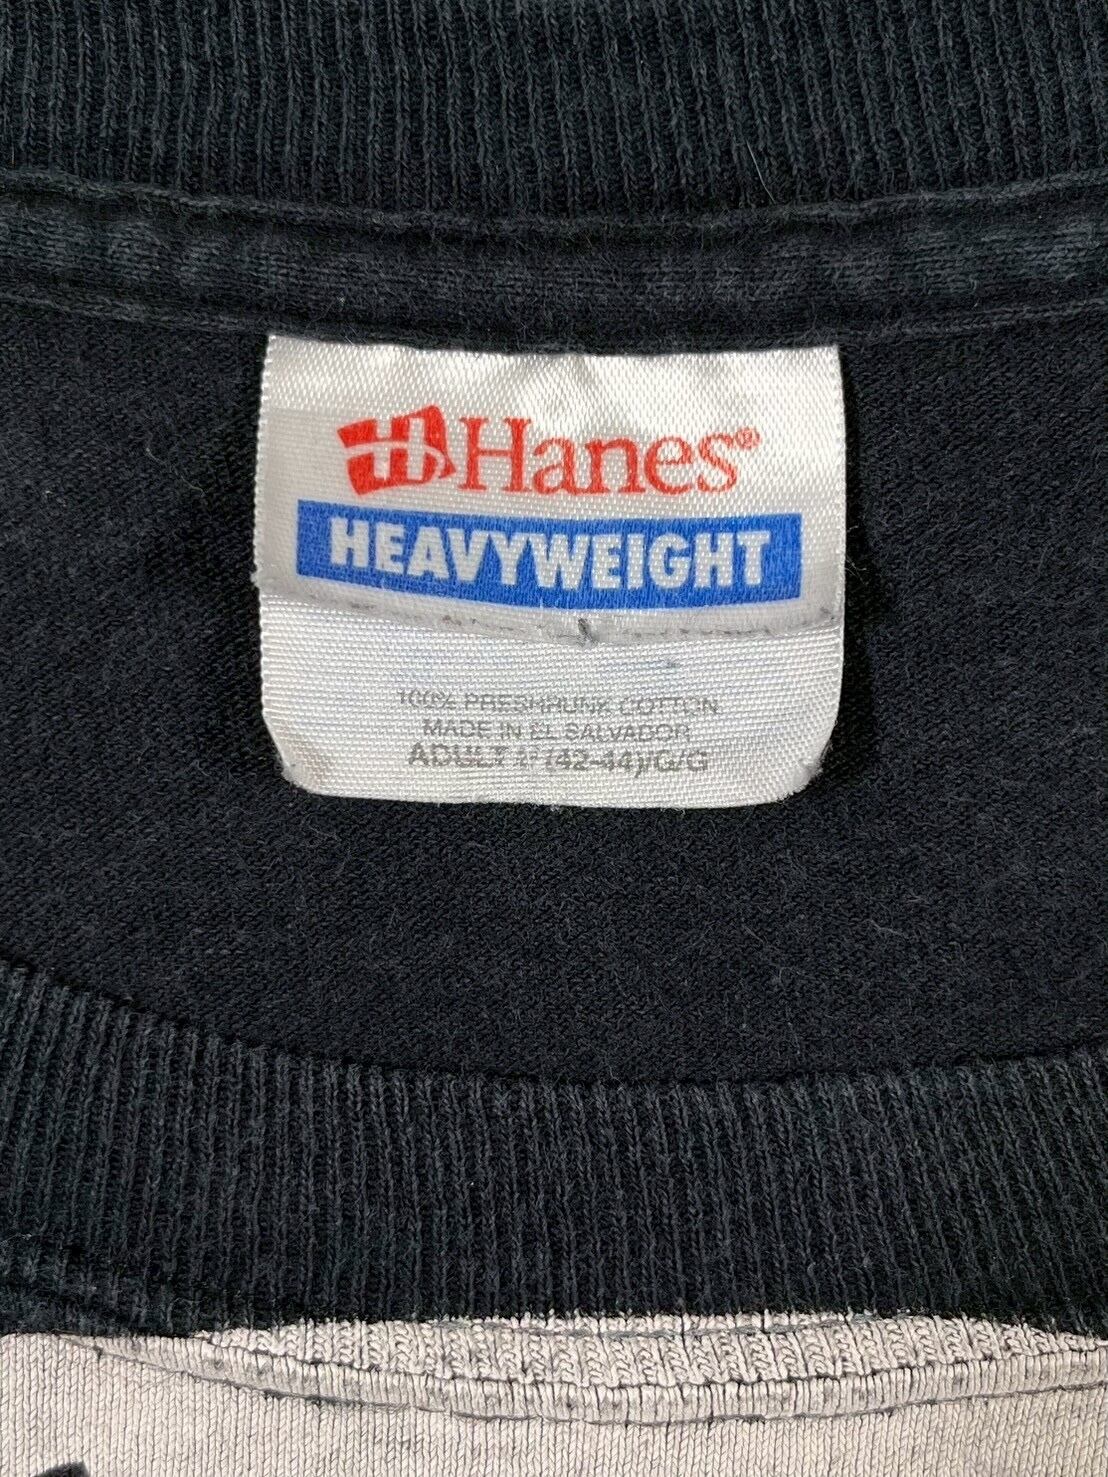 Hanes®
HEAVYWEIGHT
100% PRESHRUNK COTTON
MADE IN EL SALVADOR
ADULT (42-44)/G/G